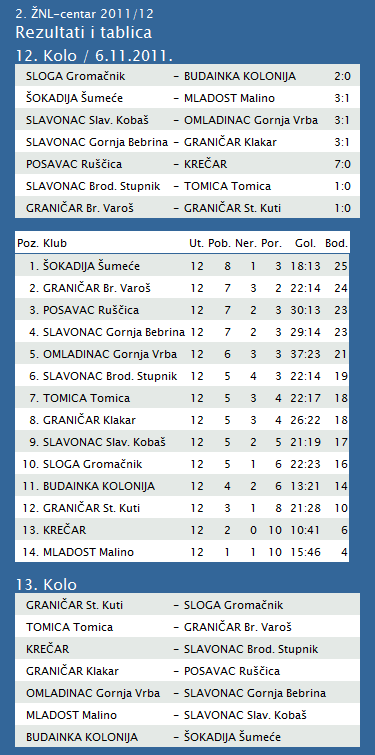 2. ŽNL-centar 2011/12
Rezultati i tablica
12. Kolo / 6.11.2011.
SLOGA Gromačnik - BUDAINKA KOLONIJA 2:0
ŠOKADIJA Šumeće - MLADOST Malino 3:1
SLAVONAC Slav. Kobaš - OMLADINAC Gornja Vrba 3:1
SLAVONAC Gornja Bebrina - GRANIČAR Klakar 3:1
POSAVAC Ruščica - KREČAR 7:0
SLAVONAC Brod. Stupnik - TOMICA Tomica 1:0
GRANIČAR Br. Varoš - GRANIČAR St. Kuti 1:0
Poz. Klub Ut. Pob. Ner. Por. Gol. Bod.
1. ŠOKADIJA Šumeće 12 8 1 3 18:13 25
2. GRANIČAR Br. Varoš 12 7 3 2 22:14 24
3. POSAVAC Ruščica 12 7 2 3 30:13 23
4. SLAVONAC Gornja Bebrina 12 7 2 3 29:14 23
5. OMLADINAC Gornja Vrba 12 6 3 3 37:23 21
6. SLAVONAC Brod. Stupnik 12 5 4 3 22:14 19
7. TOMICA Tomica 12 5 3 4 22:17 18
8. GRANIČAR Klakar 12 5 3 4 26:22 18
9. SLAVONAC Slav. Kobaš 12 5 2 5 21:19 17
10. SLOGA Gromačnik 12 5 1 6 22:23 16
11. BUDAINKA KOLONIJA 12 4 2 6 13:21 14
12. GRANIČAR St. Kuti 12 3 1 8 21:28 10
13. KREČAR 12 2 0 10 10:41 6
14. MLADOST Malino 12 1 1 10 15:46 4
13. Kolo
GRANIČAR St. Kuti - SLOGA Gromačnik
TOMICA Tomica - GRANIČAR Br. Varoš
KREČAR - SLAVONAC Brod. Stupnik
GRANIČAR Klakar - POSAVAC Ruščica
OMLADINAC Gornja Vrba - SLAVONAC Gornja Bebrina
MLADOST Malino - SLAVONAC Slav. Kobaš
BUDAINKA KOLONIJA - ŠOKADIJA Šumeće